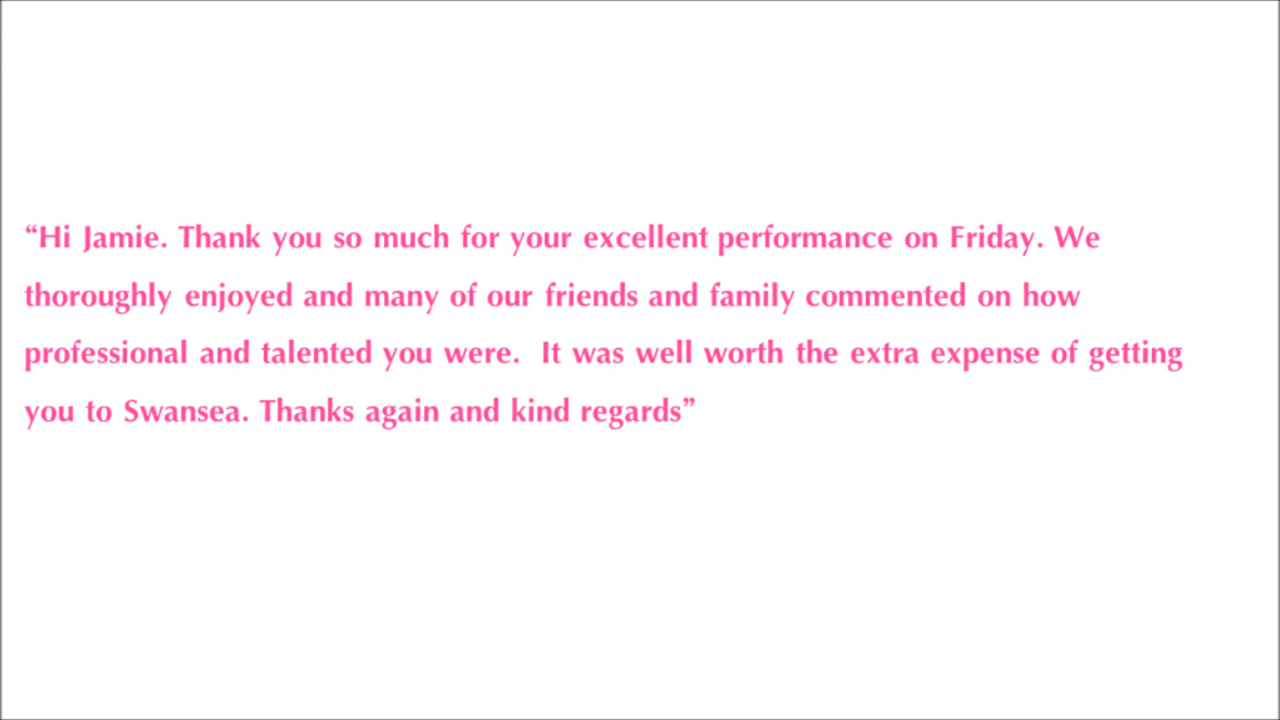 “Hi Jamie. Thank you so much for your excellent performance on Friday. We
thoroughly enjoyed and many of our friends and family commented on how
professional and talented you were.  It was well worth the extra expense of getting
you to Swansea. Thanks again and kind regards”